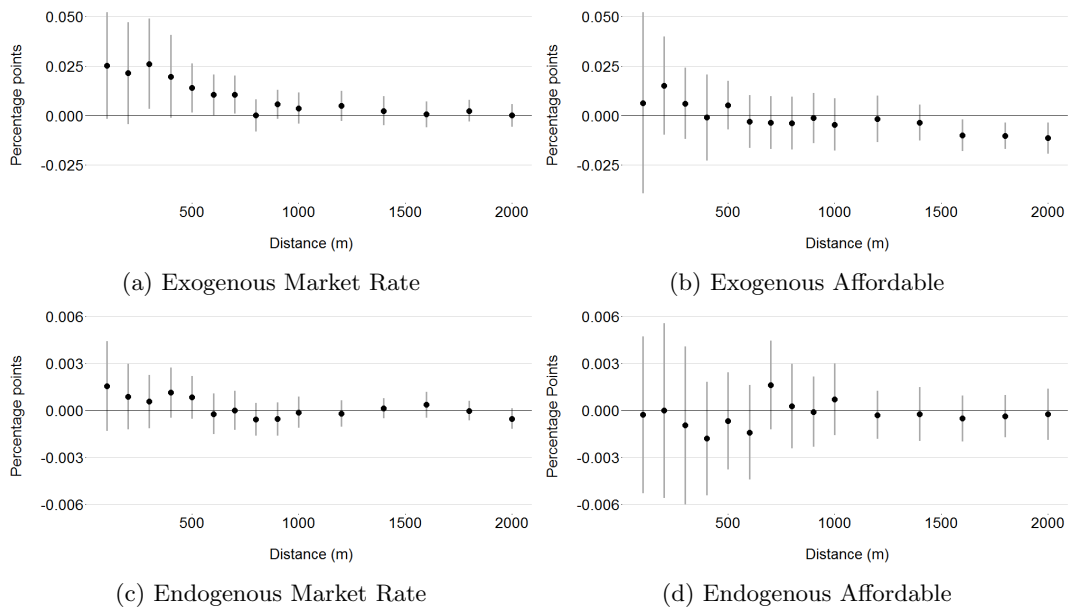 Percentage points
0.050
0.025
0.000
-0.025
500 1000 1500 2000
Distance (m)
(a) Exogenous Market Rate
Percentage points
0.050
0.025
0.000
-0.025
500 1000 1500 2000
Distance (m)
(b) Exogenous Affordable
Percentage points
0.006
0.003
0.000
-0.003
-0.006
500 1000 1500 2000
Distance (m)
(c) Endogenous Market Rate
Percentage Points
0.006
0.003
0.000
-0.003
-0.006
500 1000 1500 2000
Distance (m)
(d) Endogenous Affordable